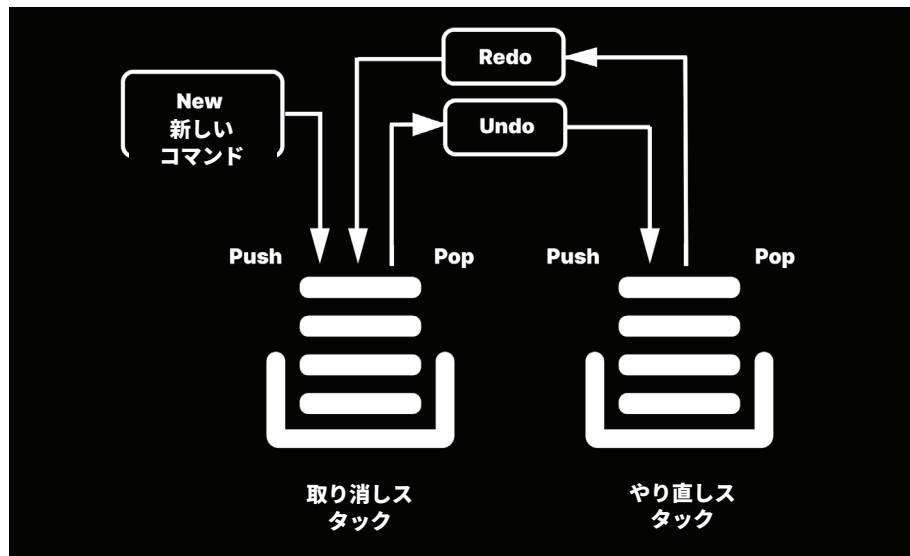 Redo
New
新しい
コマンド
Undo
Push
Pop
Push
Pop
取り消しス
タック
やり直しス
タック